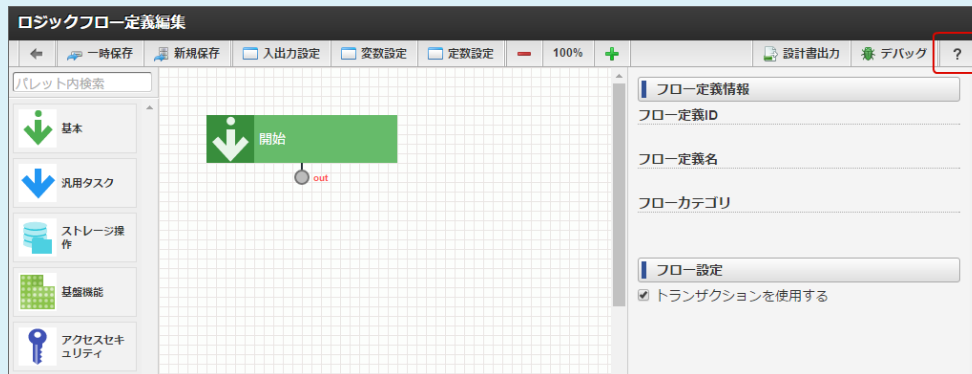 ロジックフロー定義編集
一時保存 新規保存 入出力設定 変数設定 定数設定 100% 設計書出力 デバッグ ?
パレット内検索
基本
汎用タスク
ストレージ操
作
基盤機能
アクセスセキ
ュリティ
開始
out
フロー定義情報
フロー定義ID
フロー定義名
フローカテゴリ
フロー設定
トランザクションを使用する